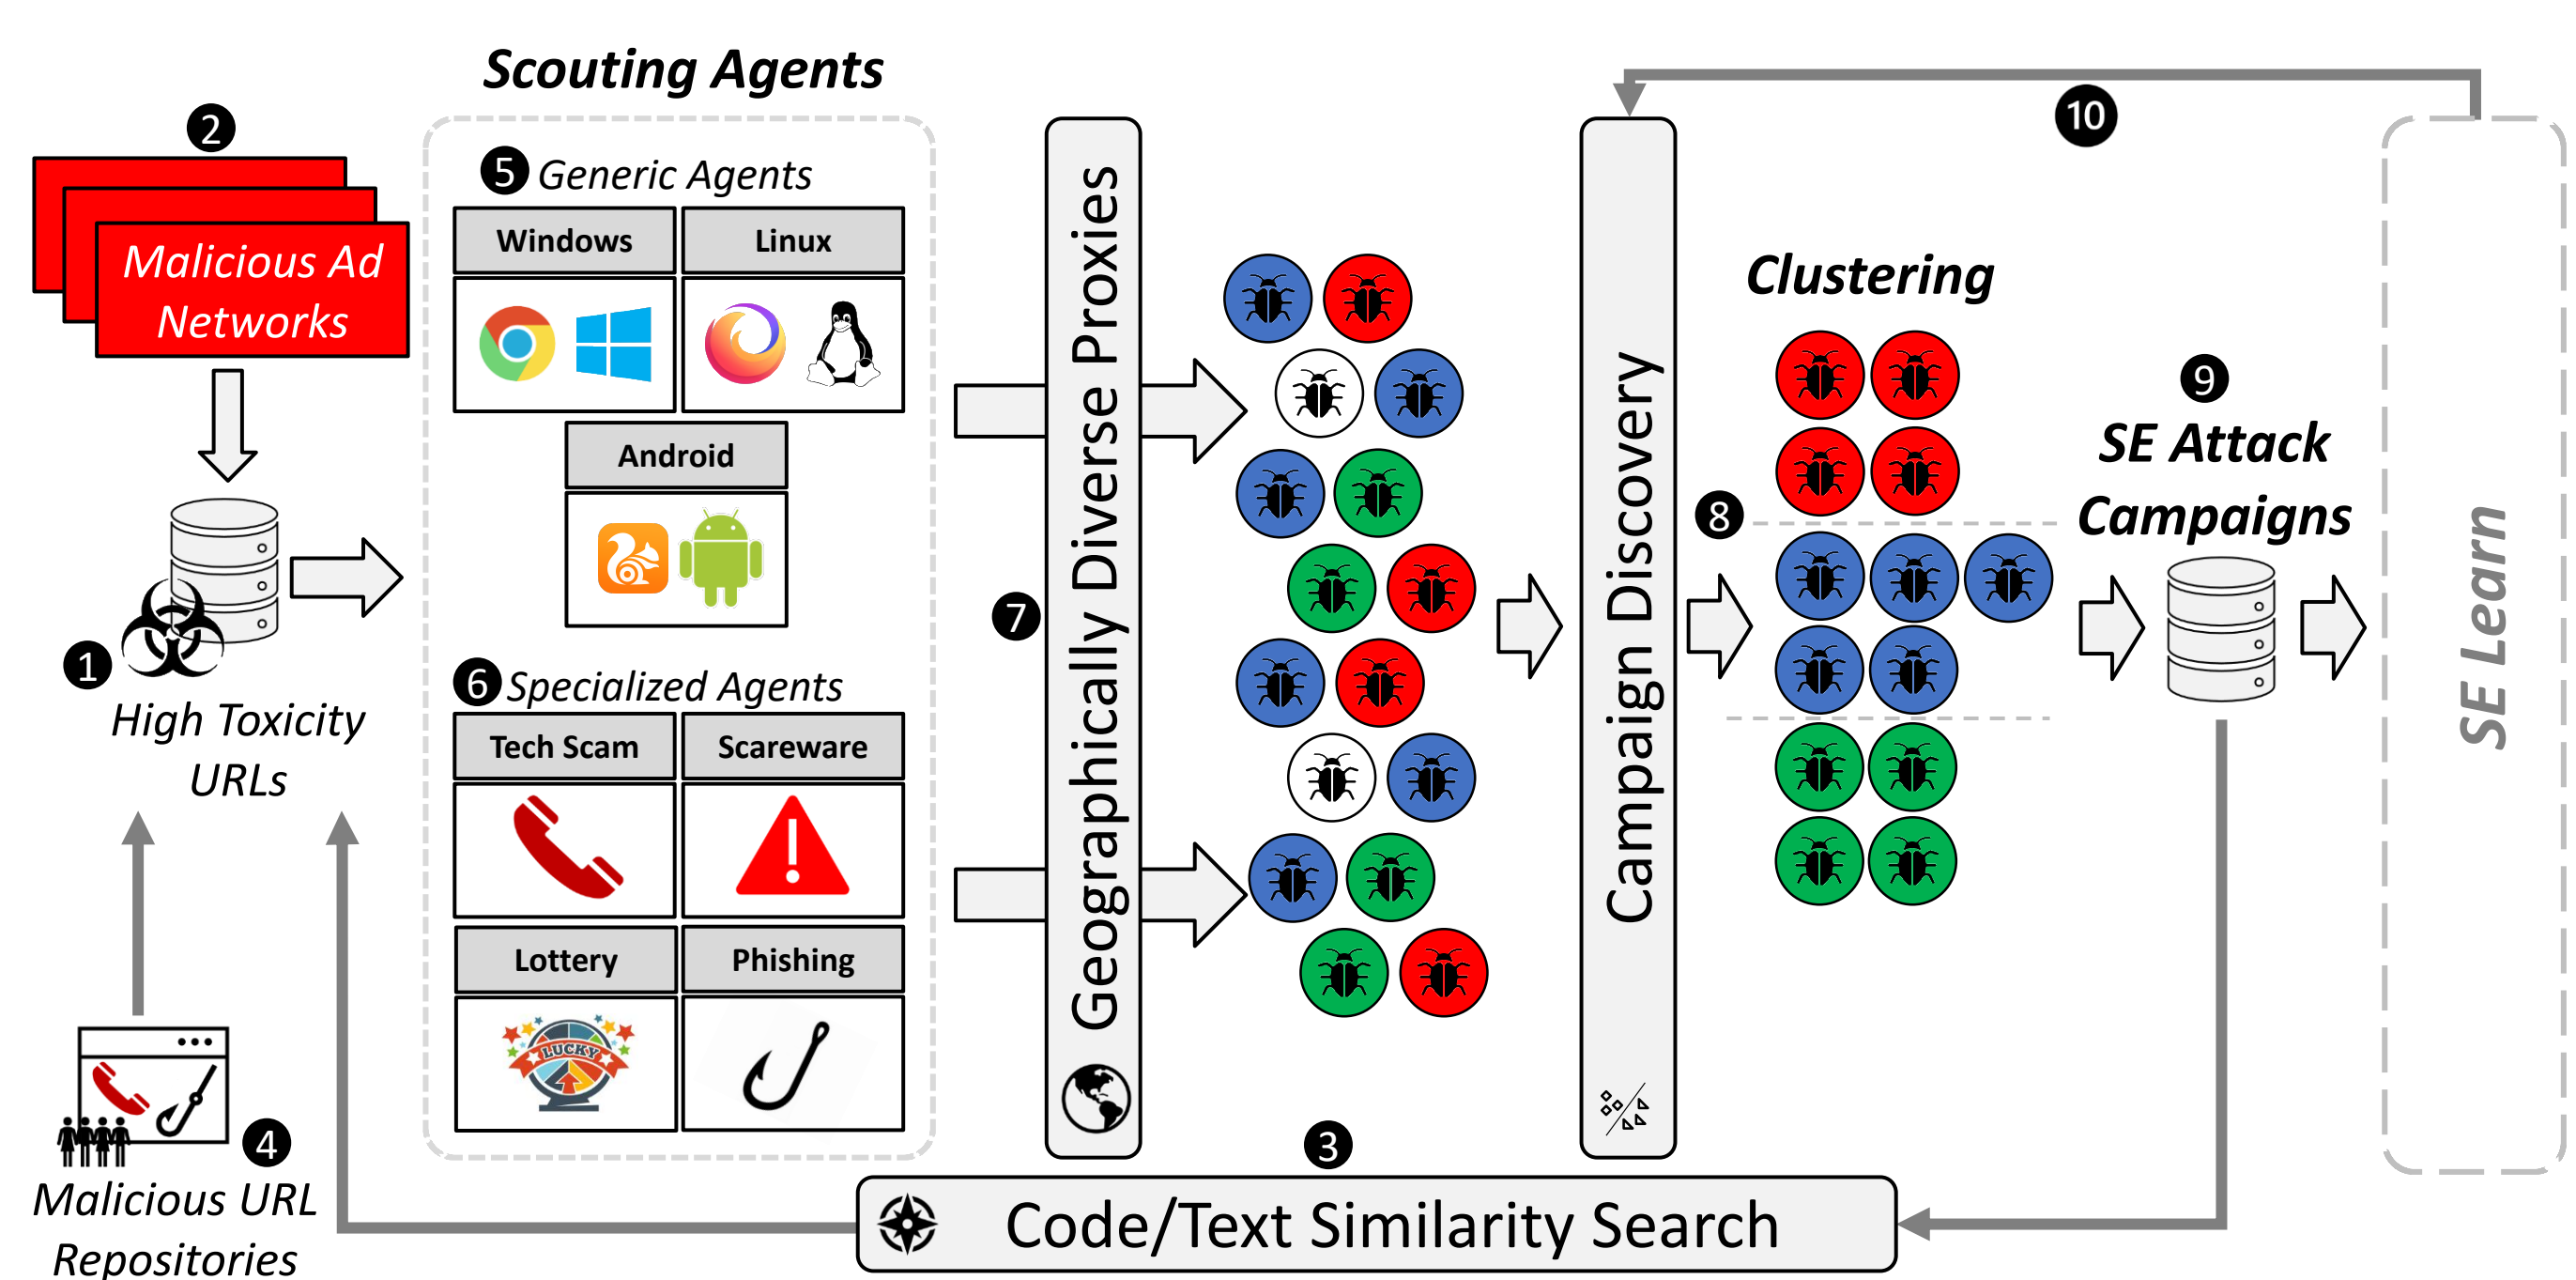 Scouting Agents
2
Malicious Ad
Networks
1
High Toxicity
URLs
4
Malicious URL
Repositories
5 Generic Agents
Windows
Linux
Android
6 Specialized Agents
Tech Scam
Scareware
Lottery
LUCKY
Phishing
7
Geographically Diverse Proxies
Campaign Discovery
Clustering
8
9
SE Attack
Campaigns
10
SE Learn
3
Code/Text Similarity Search